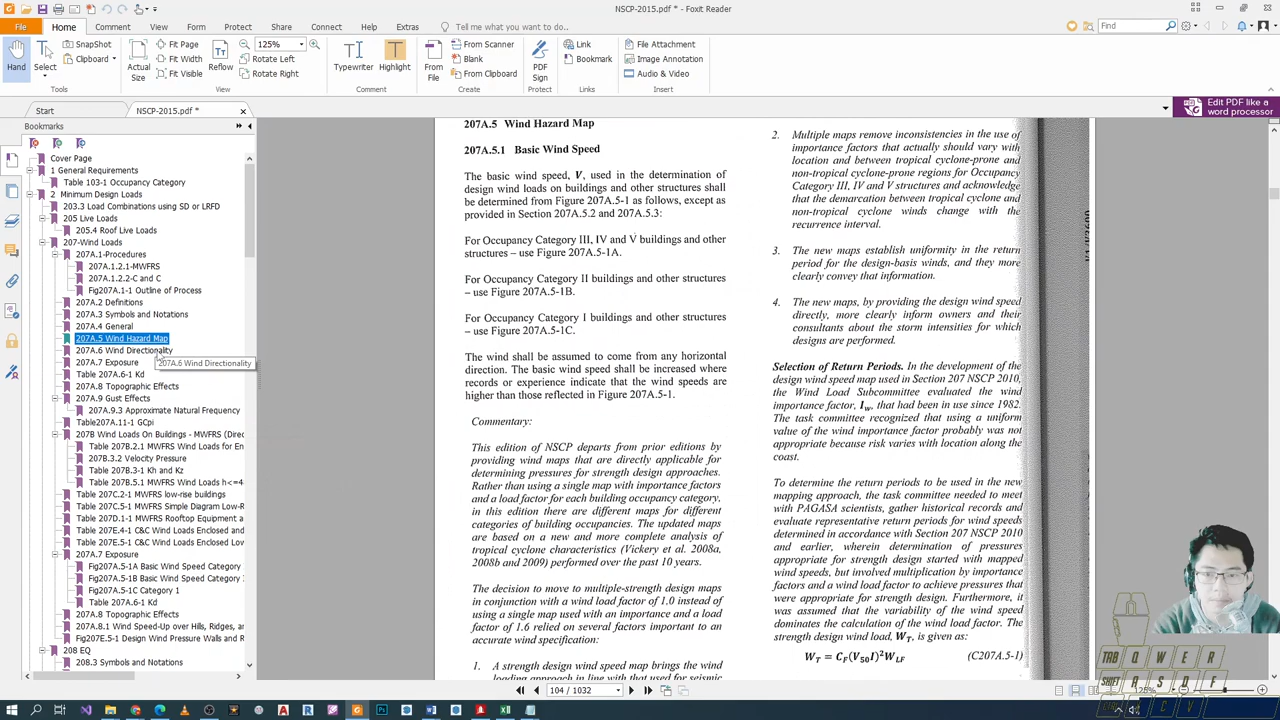 NSCP-2015.pdf * - Foxit Reader
File
Home
Comment
View
Form
Protect
Share
Connect
Help
Extras
Tell me what you want to do...
Find
Hand
Select
SnapShot
Clipboard
Actual
Size
Fit Page
Fit Width
Fit Visible
Reflow
125%
Rotate Left
Rotate Right
Typewriter
Highlight
From
File
From Scanner
Blank
From Clipboard
PDF
Sign
Link
Bookmark
File Attachment
Image Annotation
Audio & Video
Tools
View
Comment
Create
Protect
Links
Insert
Start
NSCP-2015.pdf *
Edit PDF like a
word processor
Bookmarks
Cover Page
1 General Requirements
Table 103-1 Occupancy Category
2 Minimum Design Loads
203.3 Load Combinations using SD or LRFD
205 Live Loads
205.4 Roof Live Loads
207-Wind Loads
207A.1-Procedures
207A.1.2.1-MWFRS
207A.1.2.2-C and C
Fig207A.1-1 Outline of Process
207A.2 Definitions
207A.3 Symbols and Notations
207A.4 General
207A.5 Wind Hazard Map
207A.6 Wind Directionality
207A.7 Exposure
207A.6 Wind Directionality
Table 207A.6-1 Kd
207A.8 Topographic Effects
207A.9 Gust Effects
207A.9.3 Approximate Natural Frequency
Table207A.11-1 GCpi
207B Wind Loads On Buildings - MWFRS (Direc
Table 207B.2.1 MWFRS Wind Loads for En
207B.3.2 Velocity Pressure
Table 207B.3-1 Kh and Kz
Table 207B.5.1 MWFRS Wind Loads h<=4
Table 207C.2-1 MWFRS low-rise buildings
Table 207C.5-1 MWFRS Simple Diagram Low-R
Table 207D.1-1 MWFRS Rooftop Equipment a
Table 207E.4-1 C&C Wind Loads Enclosed and
Table 207E.5-1 C&C Wind Loads Enclosed Low
207A.7 Exposure
Fig207A.5-1A Basic Wind Speed Category
Fig207A.5-1B Basic Wind Speed Category
Fig207A.5-1C Category 1
Table 207A.6-1 Kd
207A.8 Topographic Effects
207A.8-1 Wind Speed-Up over Hills, Ridges, ar
Fig207E.5-1 Design Wind Pressure Walls and R
208 EQ
208.3 Symbols and Notations
207A.5 Wind Hazard Map
207A.5.1 Basic Wind Speed
The basic wind speed, V, used in the determination of
design wind loads on buildings and other structures shall
be determined from Figure 207A.5-1 as follows, except as
provided in Section 207A.5.2 and 207A.5.3:
For Occupancy Category III, IV and V buildings and other
structures – use Figure 207A.5-1A.
For Occupancy Category II buildings and other structures
– use Figure 207A.5-1B.
For Occupancy Category I buildings and other structures
– use Figure 207A.5-1C.
The wind shall be assumed to come from any horizontal
direction. The basic wind speed shall be increased where
records or experience indicate that the wind speeds are
higher than those reflected in Figure 207A.5-1.
Commentary:
This edition of NSCP departs from prior editions by
providing wind maps that are directly applicable for
determining pressures for strength design approaches.
Rather than using a single map with importance factors
and a load factor for each building occupancy category,
in this edition there are different maps for different
categories of building occupancies. The updated maps
are based on a new and more complete analysis of
tropical cyclone characteristics (Vickery et al. 2008a,
2008b and 2009) performed over the past 10 years.
The decision to move to multiple-strength design maps
in conjunction with a wind load factor of 1.0 instead of
using a single map used with an importance and a load
factor of 1.6 relied on several factors important to an
accurate wind specification:
1. A strength design wind speed map brings the wind
loading approach in line with that used for seismic
2. Multiple maps remove inconsistencies in the use of
importance factors that actually should vary with
location and between tropical cyclone-prone and
non-tropical cyclone-prone regions for Occupancy
Category III, IV and V structures and acknowledge
that the demarcation between tropical cyclone and
non-tropical cyclone winds change with the
recurrence interval.
3. The new maps establish uniformity in the return
period for the design-basis winds, and they more
clearly convey that information.
4. The new maps, by providing the design wind speed
directly, more clearly inform owners and their
consultants about the storm intensities for which
designs are performed.
Selection of Return Periods. In the development of the
design wind speed map used in Section 207 NSCP 2010,
the Wind Load Subcommittee evaluated the wind
importance factor, Iw, that had been in use since 1982.
The task committee recognized that using a uniform
value of the wind importance factor probably was not
appropriate because risk varies with location along the
coast.
To determine the return periods to be used in the new
mapping approach, the task committee needed to meet
with PAGASA scientists, gather historical records and
evaluate representative return periods for wind speeds
determined in accordance with Section 207 NSCP 2010
and earlier, wherein determination of pressures
appropriate for strength design started with mapped
wind speeds, but involved multiplication by importance
factors and a wind load factor to achieve pressures that
were appropriate for strength design. Furthermore, it
was assumed that the variability of the wind speed
dominates the calculation of the wind load factor. The
strength design wind load, WT, is given as:
WT = CF(V50I)²WLF (C207A.5-1)
104 / 1032
125%
TAB Q W E R
SHIFT A S D F